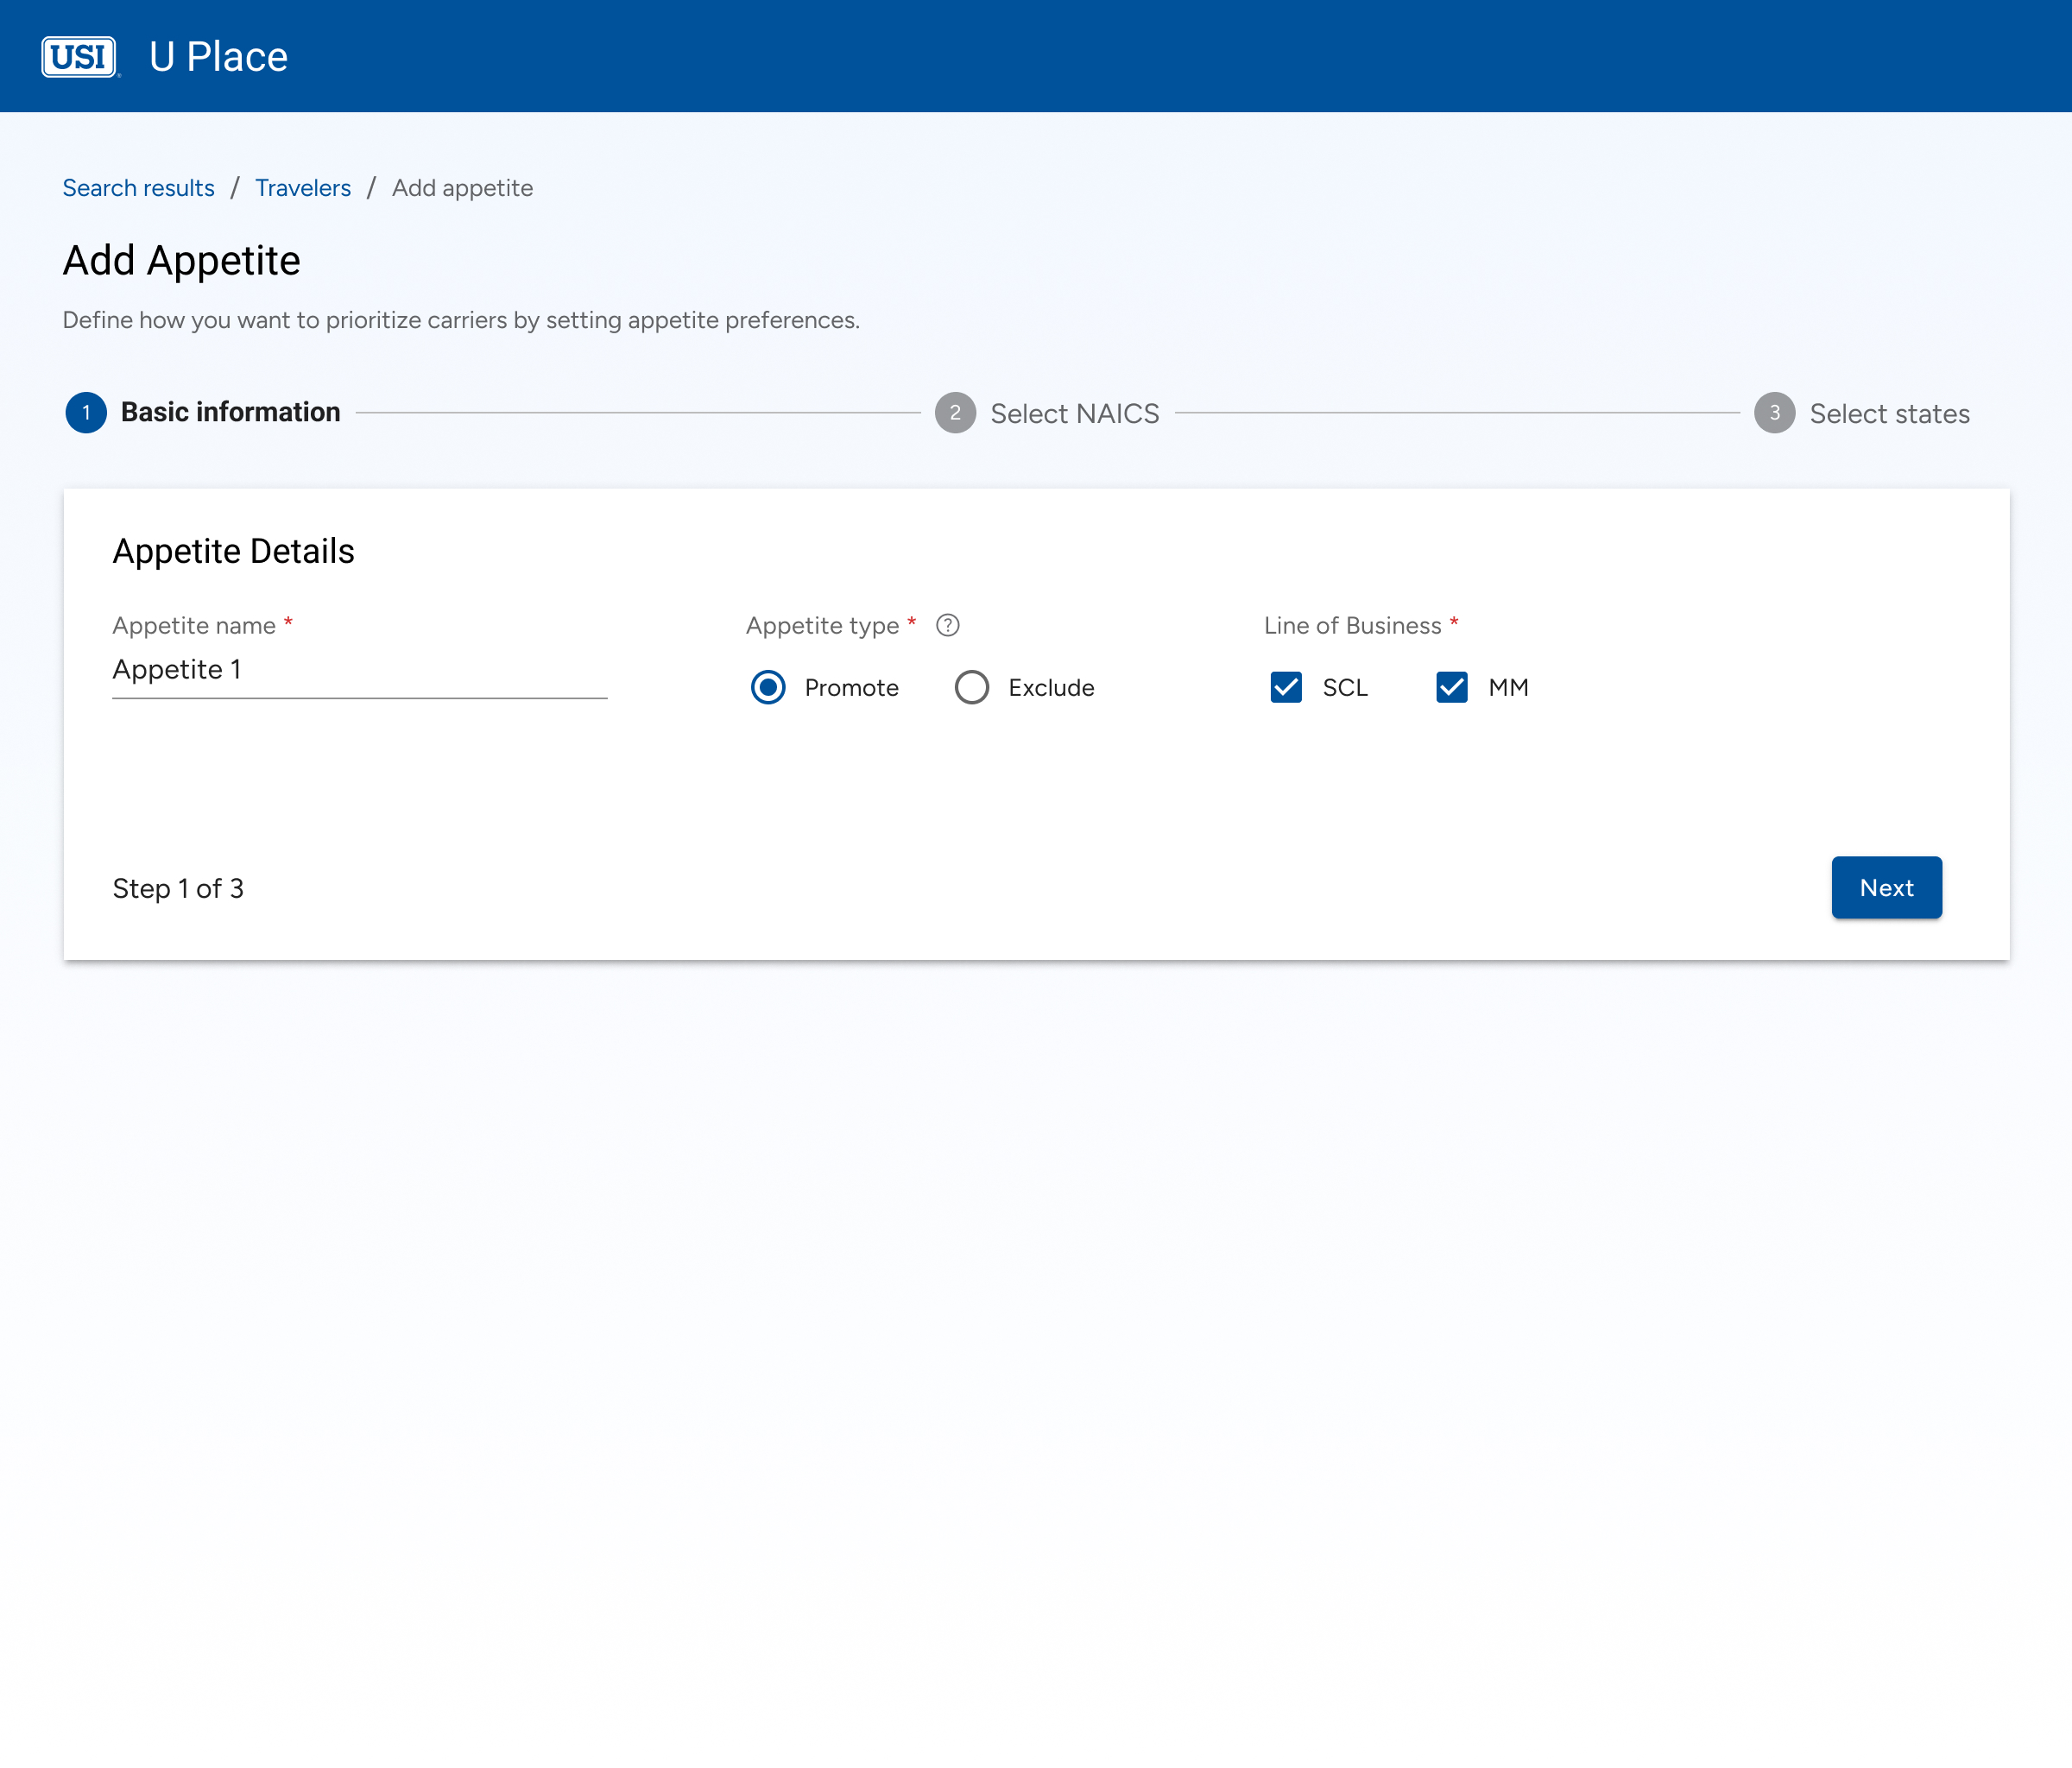 USI U Place
Search results / Travelers / Add appetite
Add Appetite
Define how you want to prioritize carriers by setting appetite preferences.
1 Basic information 2 Select NAICS 3 Select states
Appetite Details
Appetite name * Appetite type * ? Line of Business *
Appetite 1 Promote Exclude SCL MM
Step 1 of 3 Next